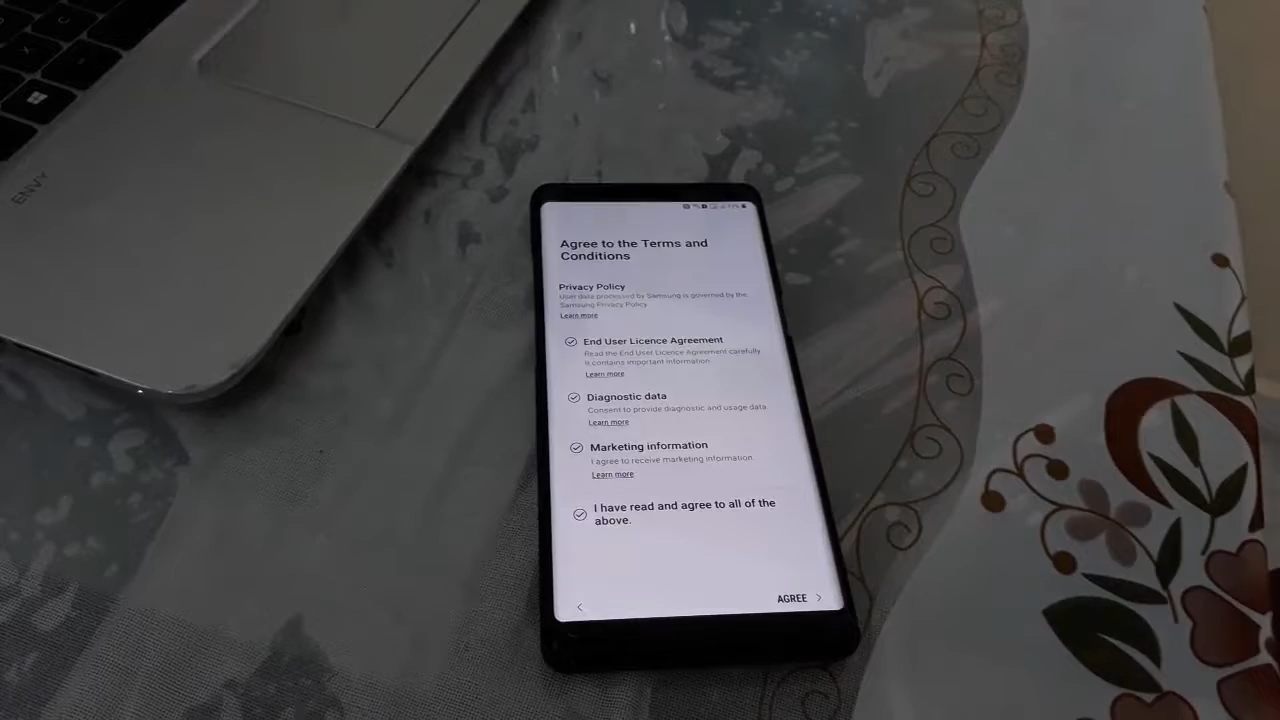 ENVY
X
Agree to the Terms and
Conditions
Privacy Policy
User data processed by Samsung is governed by the
Samsung Privacy Policy
Learn more
End User Licence Agreement
Read the End User Licence Agreement carefully.
It contains important information.
Learn more
Diagnostic data
Consent to provide diagnostic and usage data.
Learn more
Marketing information
I agree to receive marketing information.
Learn more
I have read and agree to all of the
above.
AGREE